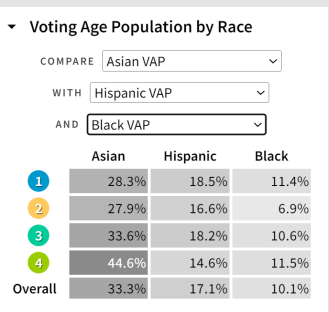 Voting Age Population by Race
COMPARE Asian VAP
WITH Hispanic VAP
AND Black VAP
Asian Hispanic Black
1 28.3% 18.5% 11.4%
2 27.9% 16.6% 6.9%
3 33.6% 18.2% 10.6%
4 44.6% 14.6% 11.5%
Overall 33.3% 17.1% 10.1%